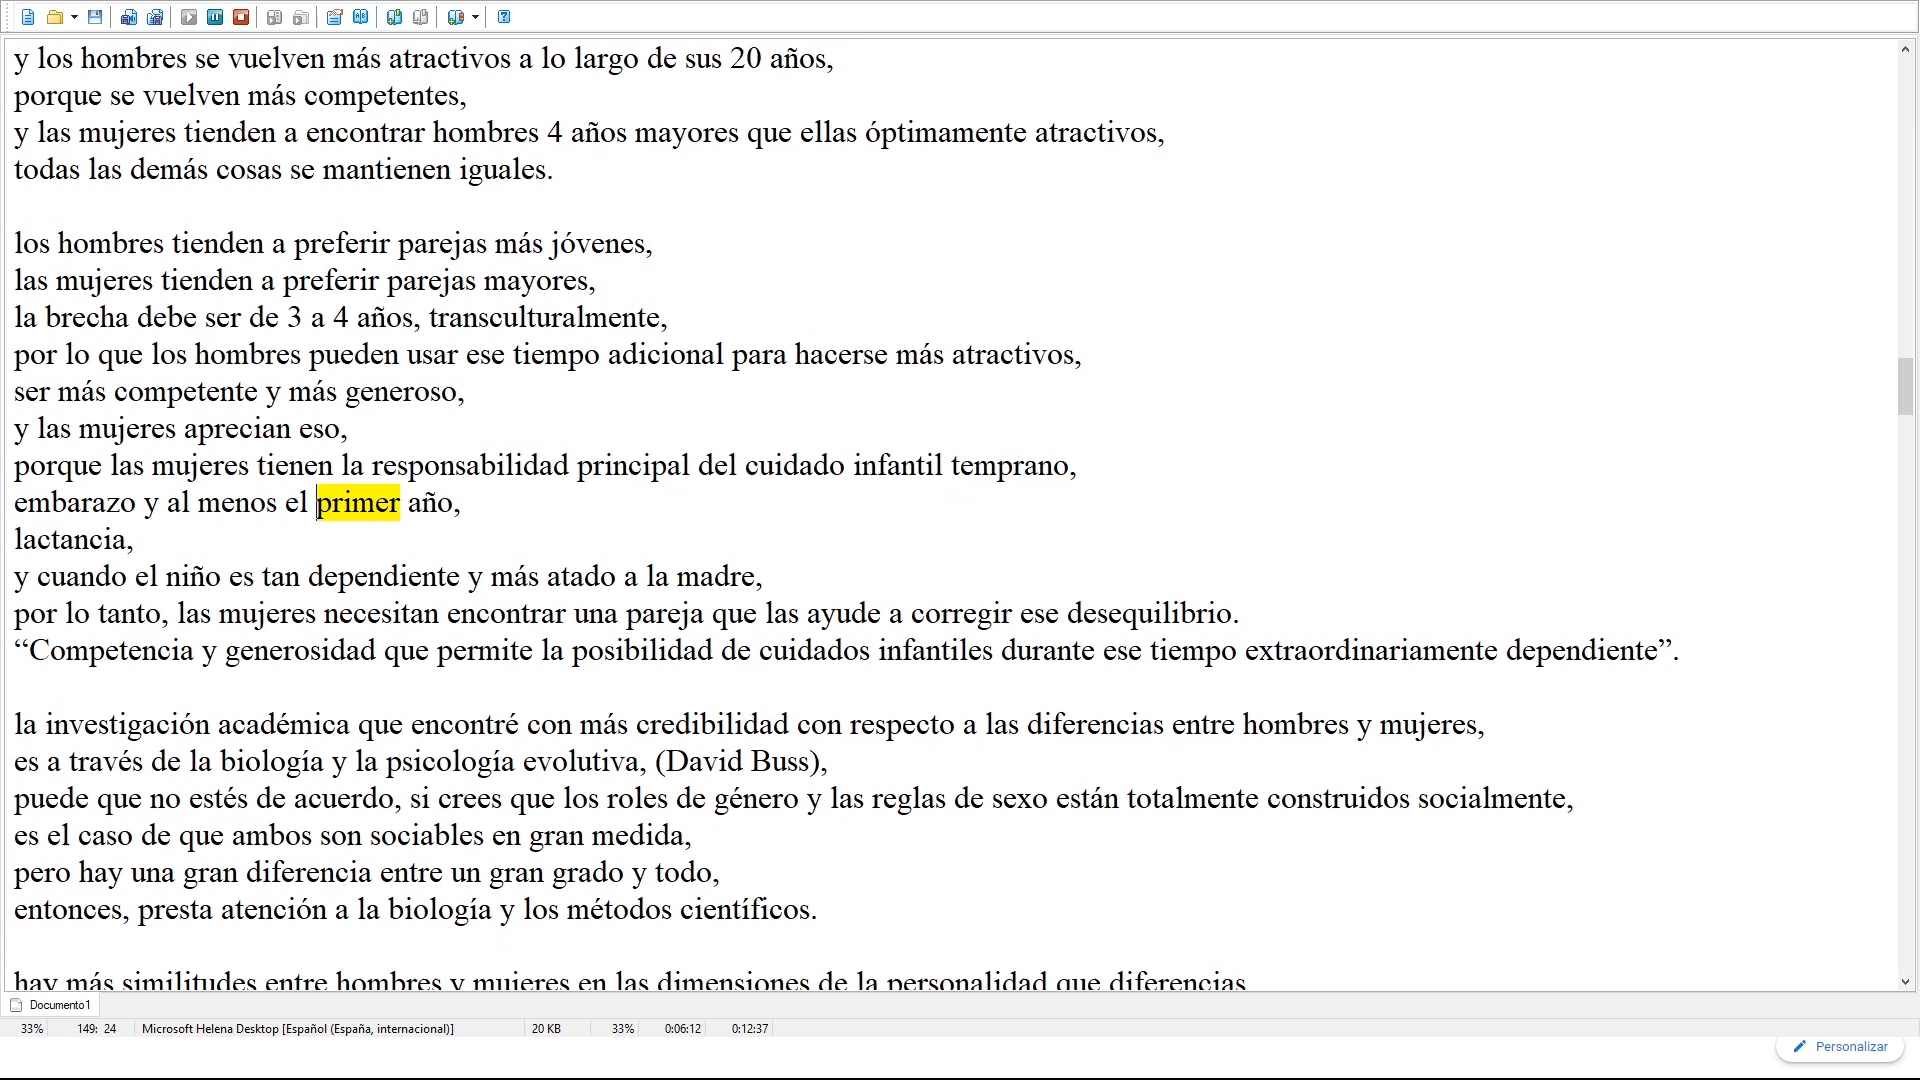 y los hombres se vuelven más atractivos a lo largo de sus 20 años,
porque se vuelven más competentes,
y las mujeres tienden a encontrar hombres 4 años mayores que ellas óptimamente atractivos,
todas las demás cosas se mantienen iguales.
los hombres tienden a preferir parejas más jóvenes,
las mujeres tienden a preferir parejas mayores,
la brecha debe ser de 3 a 4 años, transculturalmente,
por lo que los hombres pueden usar ese tiempo adicional para hacerse más atractivos,
ser más competente y más generoso,
y las mujeres aprecian eso,
porque las mujeres tienen la responsabilidad principal del cuidado infantil temprano,
embarazo y al menos el primer año,
lactancia,
y cuando el niño es tan dependiente y más atado a la madre,
por lo tanto, las mujeres necesitan encontrar una pareja que las ayude a corregir ese desequilibrio.
“Competencia y generosidad que permite la posibilidad de cuidados infantiles durante ese tiempo extraordinariamente dependiente”.
la investigación académica que encontré con más credibilidad con respecto a las diferencias entre hombres y mujeres,
es a través de la biología y la psicología evolutiva, (David Buss),
puede que no estés de acuerdo, si crees que los roles de género y las reglas de sexo están totalmente construidos socialmente,
es el caso de que ambos son sociables en gran medida,
pero hay una gran diferencia entre un gran grado y todo,
entonces, presta atención a la biología y los métodos científicos.
hay más similitudes entre hombres y mujeres en las dimensiones de la personalidad que diferencias
Documento1
33% 149: 24 Microsoft Helena Desktop [Español (España, internacional)] 20 KB 33% 0:06:12 0:12:37
Personalizar